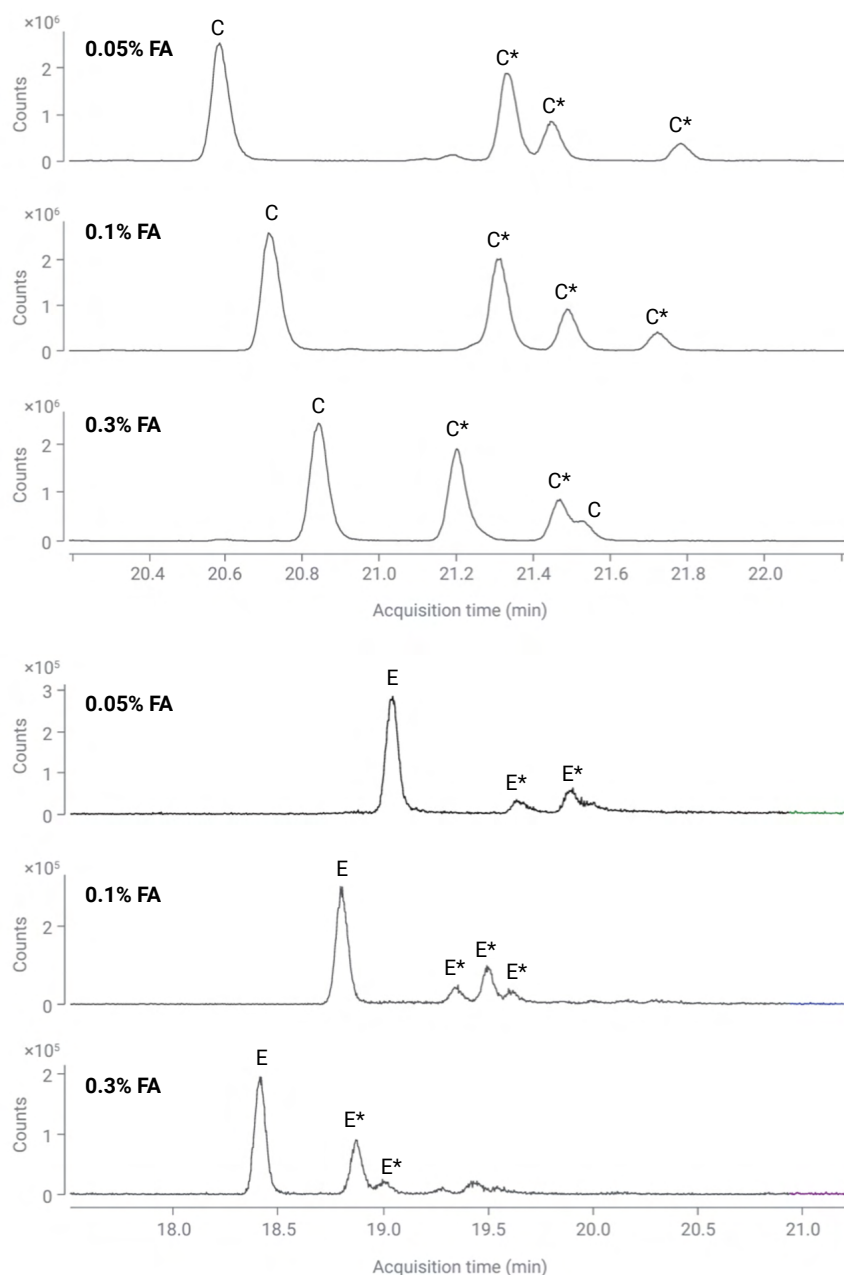 ×10⁶
0.05% FA
C
C*
C*
C*
Counts
2
1
0
×10⁶
0.1% FA
C
C*
C*
C*
Counts
2
1
0
×10⁶
0.3% FA
C
C*
C*
C
Counts
2
1
0
20.4 20.6 20.8 21.0 21.2 21.4 21.6 21.8 22.0
Acquisition time (min)
×10⁵
0.05% FA
E
E*
E*
Counts
3
2
1
0
×10⁵
0.1% FA
E
E*
E*
E*
Counts
2
0
×10⁵
0.3% FA
E
E*
E*
Counts
2
1
0
18.0 18.5 19.0 19.5 20.0 20.5 21.0
Acquisition time (min)